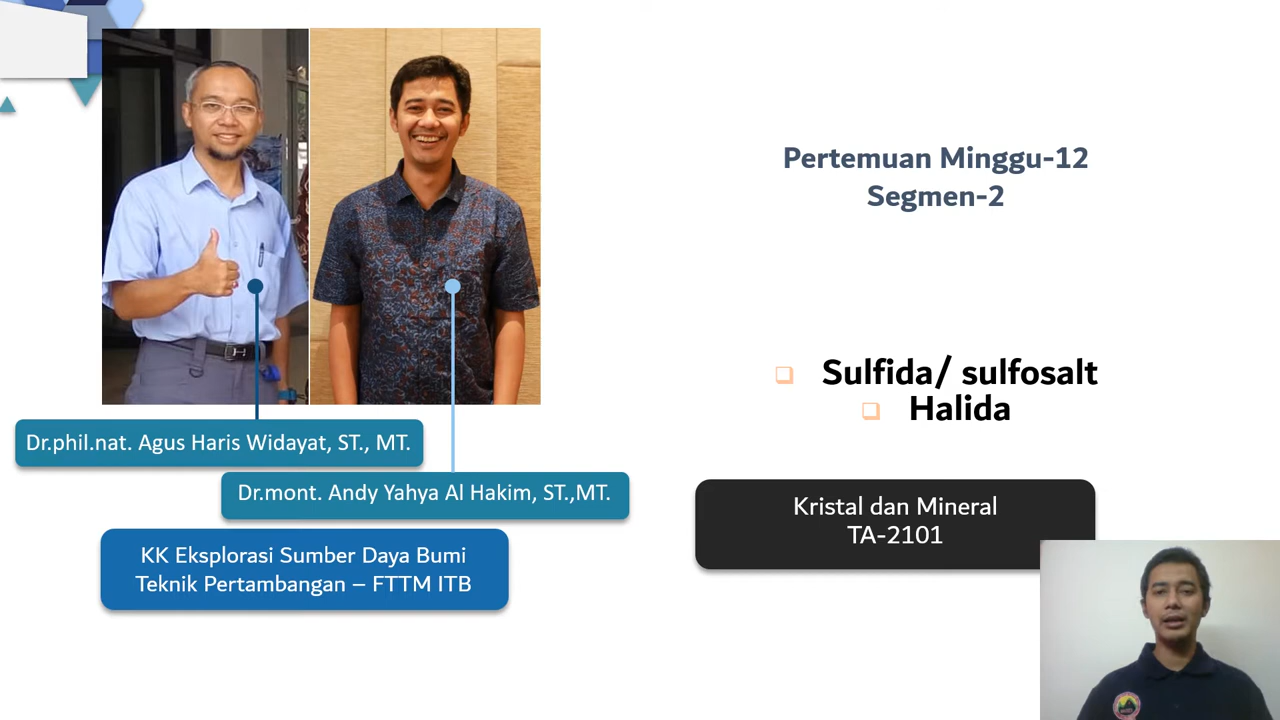 Pertemuan Minggu-12
Segmen-2
Sulfida/ sulfosalt
Halida
Dr.phil.nat. Agus Haris Widayat, ST., MT.
Dr.mont. Andy Yahya Al Hakim, ST.,MT.
KK Eksplorasi Sumber Daya Bumi
Teknik Pertambangan – FTTM ITB
Kristal dan Mineral
TA-2101